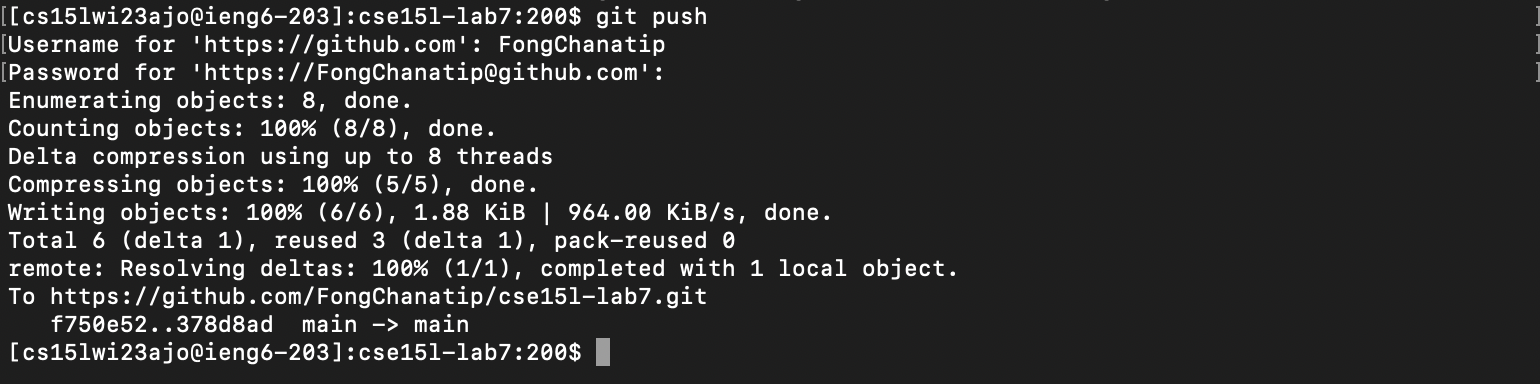 [[cs15lwi23ajo@ieng6-203]:cse15l-lab7:200$ git push
[Username for 'https://github.com': FongChanatip
[Password for 'https://FongChanatip@github.com':
Enumerating objects: 8, done.
Counting objects: 100% (8/8), done.
Delta compression using up to 8 threads
Compressing objects: 100% (5/5), done.
Writing objects: 100% (6/6), 1.88 KiB | 964.00 KiB/s, done.
Total 6 (delta 1), reused 3 (delta 1), pack-reused 0
remote: Resolving deltas: 100% (1/1), completed with 1 local object.
To https://github.com/FongChanatip/cse15l-lab7.git
   f750e52..378d8ad  main -> main
[cs15lwi23ajo@ieng6-203]:cse15l-lab7:200$